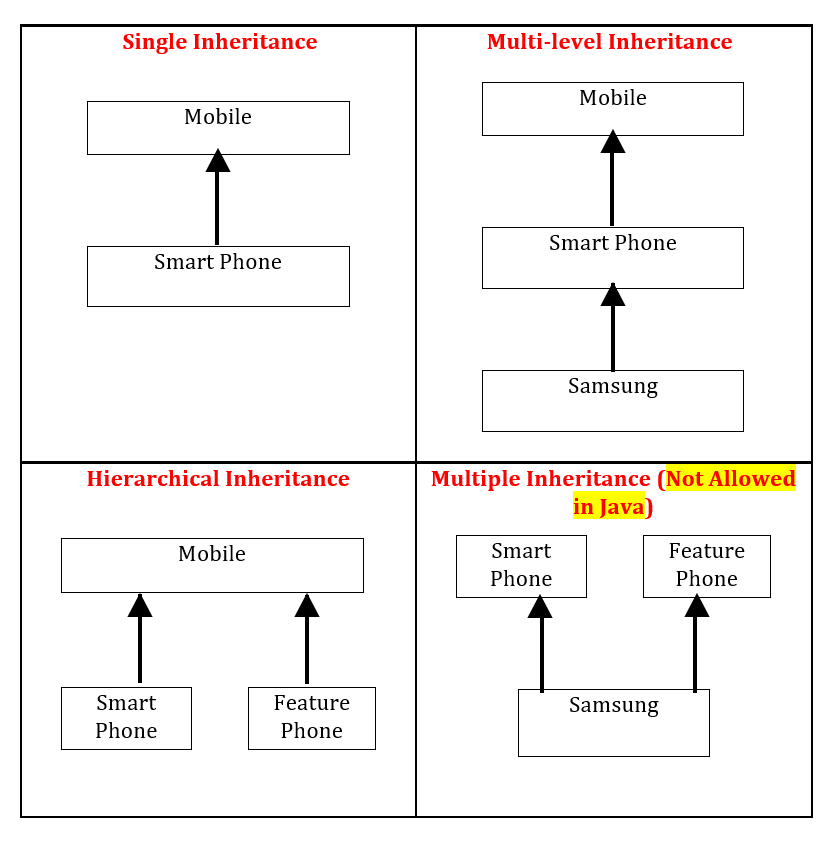 Single Inheritance
Mobile
Smart Phone
Multi-level Inheritance
Mobile
Smart Phone
Samsung
Hierarchical Inheritance
Mobile
Smart
Phone
Feature
Phone
Multiple Inheritance (Not Allowed
in Java)
Smart
Phone
Feature
Phone
Samsung